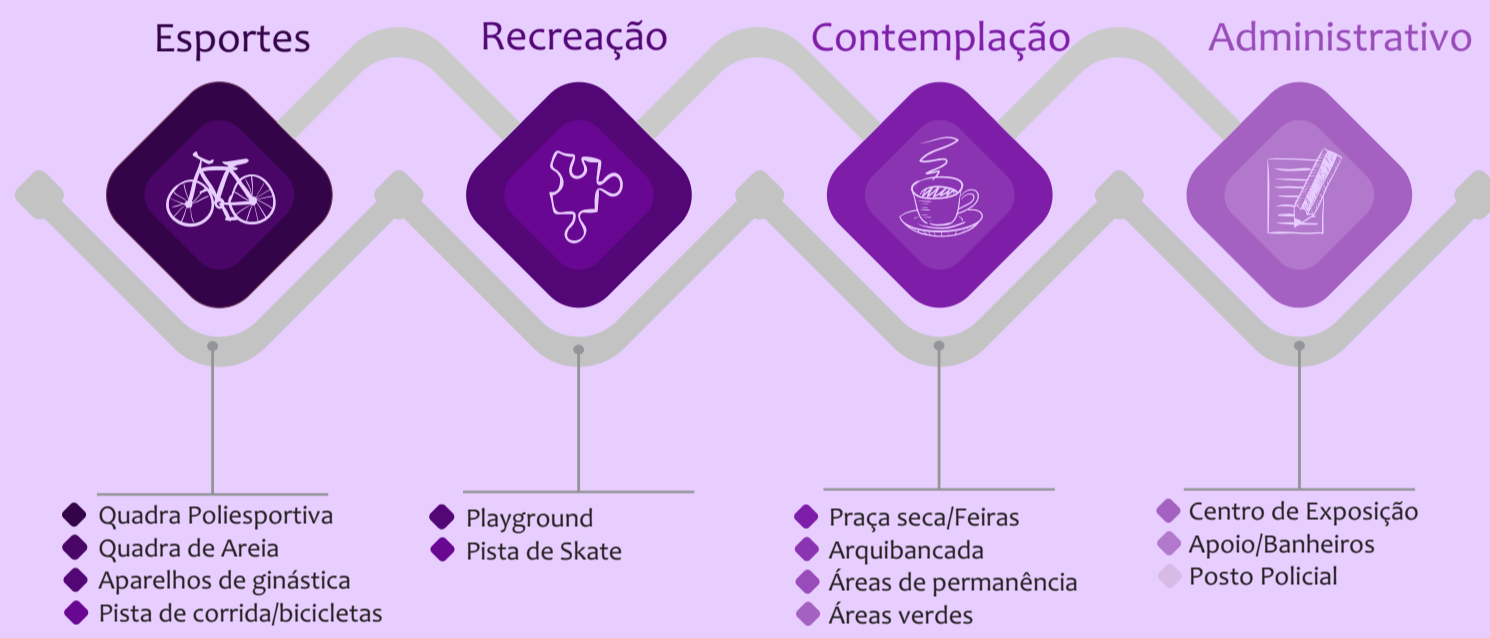 Esportes
Quadra Poliesportiva
Quadra de Areia
Aparelhos de ginástica
Pista de corrida/bicicletas
Recreação
Playground
Pista de Skate
Contemplação
Praça seca/Feiras
Arquibancada
Áreas de permanência
Áreas verdes
Administrativo
Centro de Exposição
Apoio/Banheiros
Posto Policial